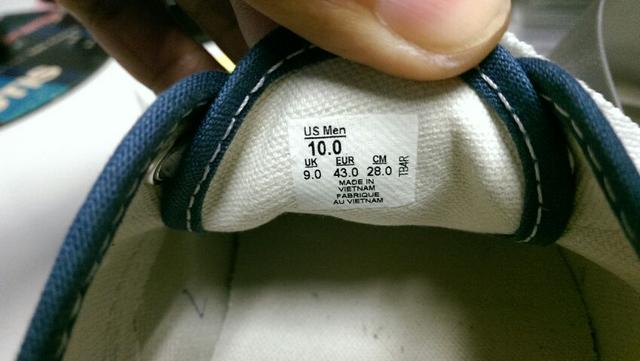 US Men
10.0
UK EUR CM
9.0 43.0 28.0
MADE IN
VIETNAM
FABRIQUE
AU VIETNAM
TB4R